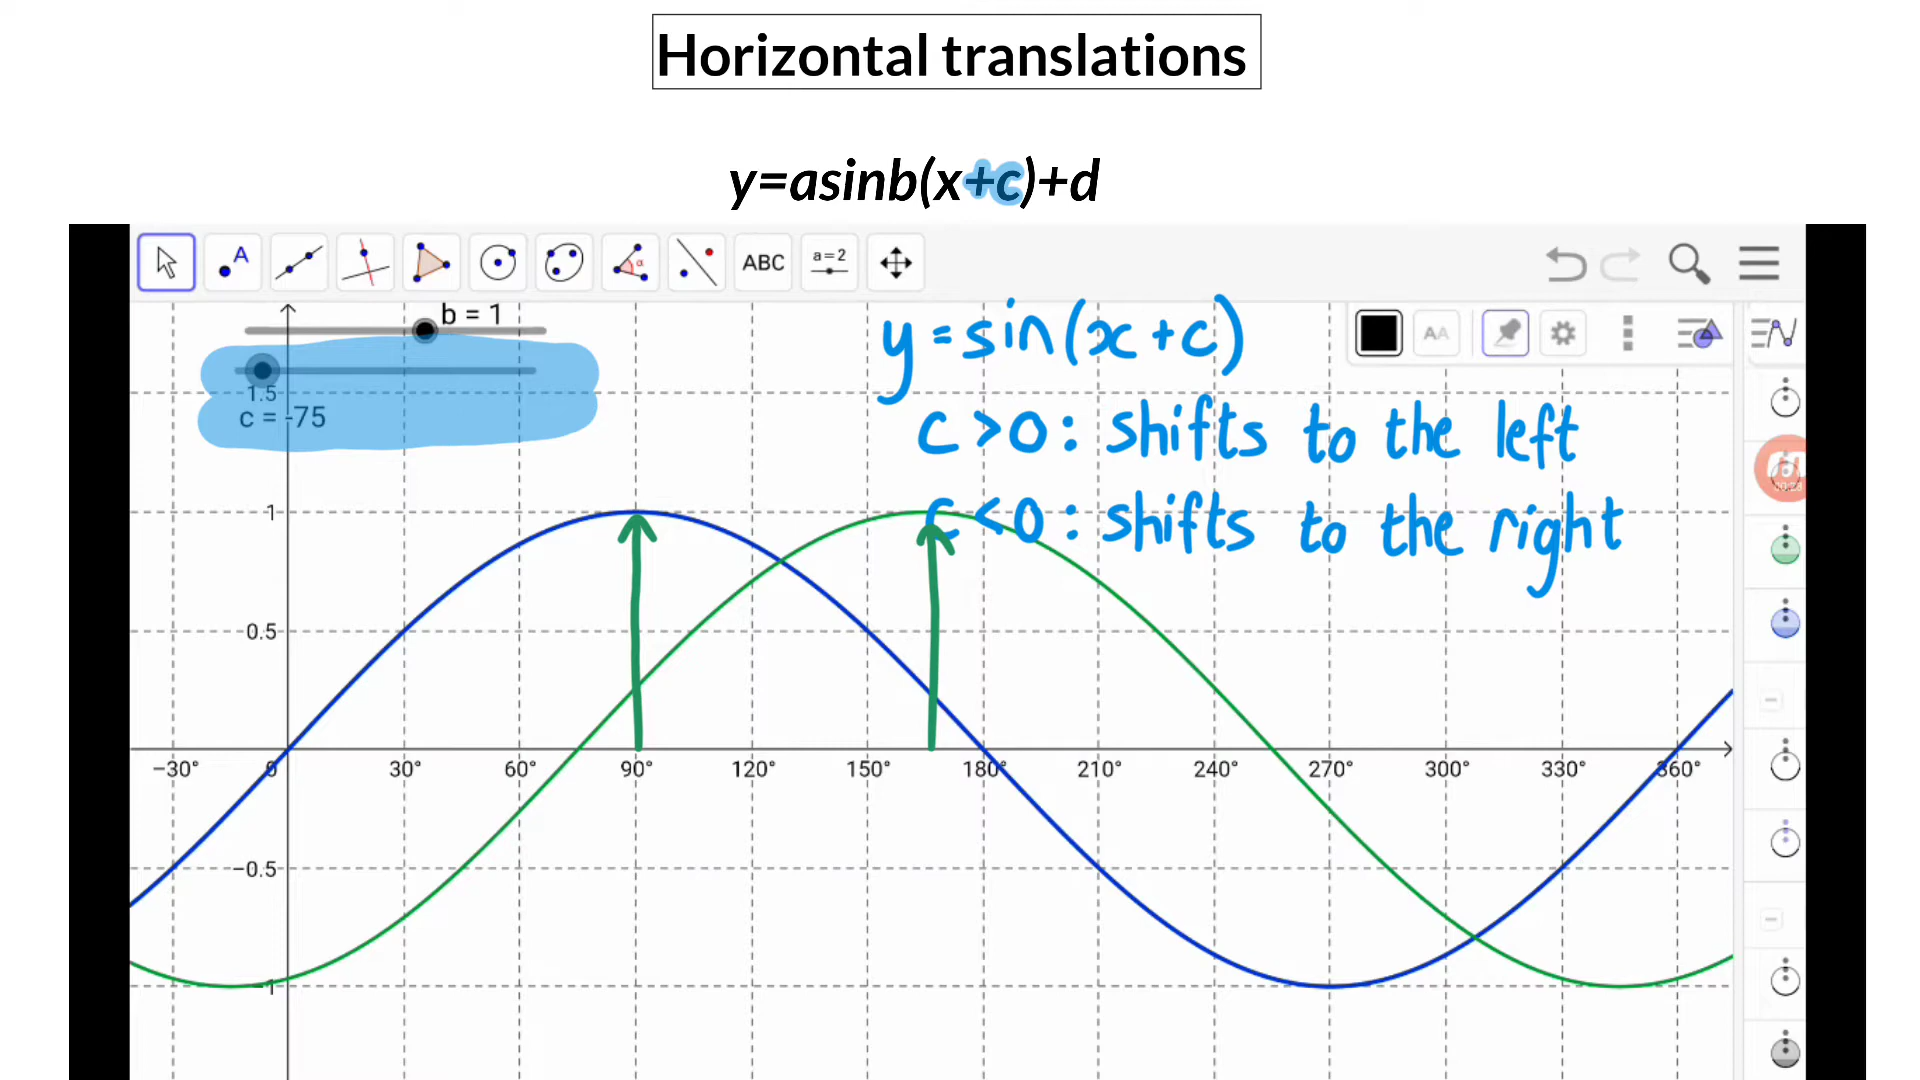 Horizontal translations
y=asinb(x+c)+d
A
α
ABC
a=2
b = 1
y=sin(x+c)
AA
1.5
c = -75
c>0: shifts to the left
1
c<0: shifts to the right
0.5
−30° 0 30° 60° 90° 120° 150° 180° 210° 240° 270° 300° 330° 360°
−0.5
−1